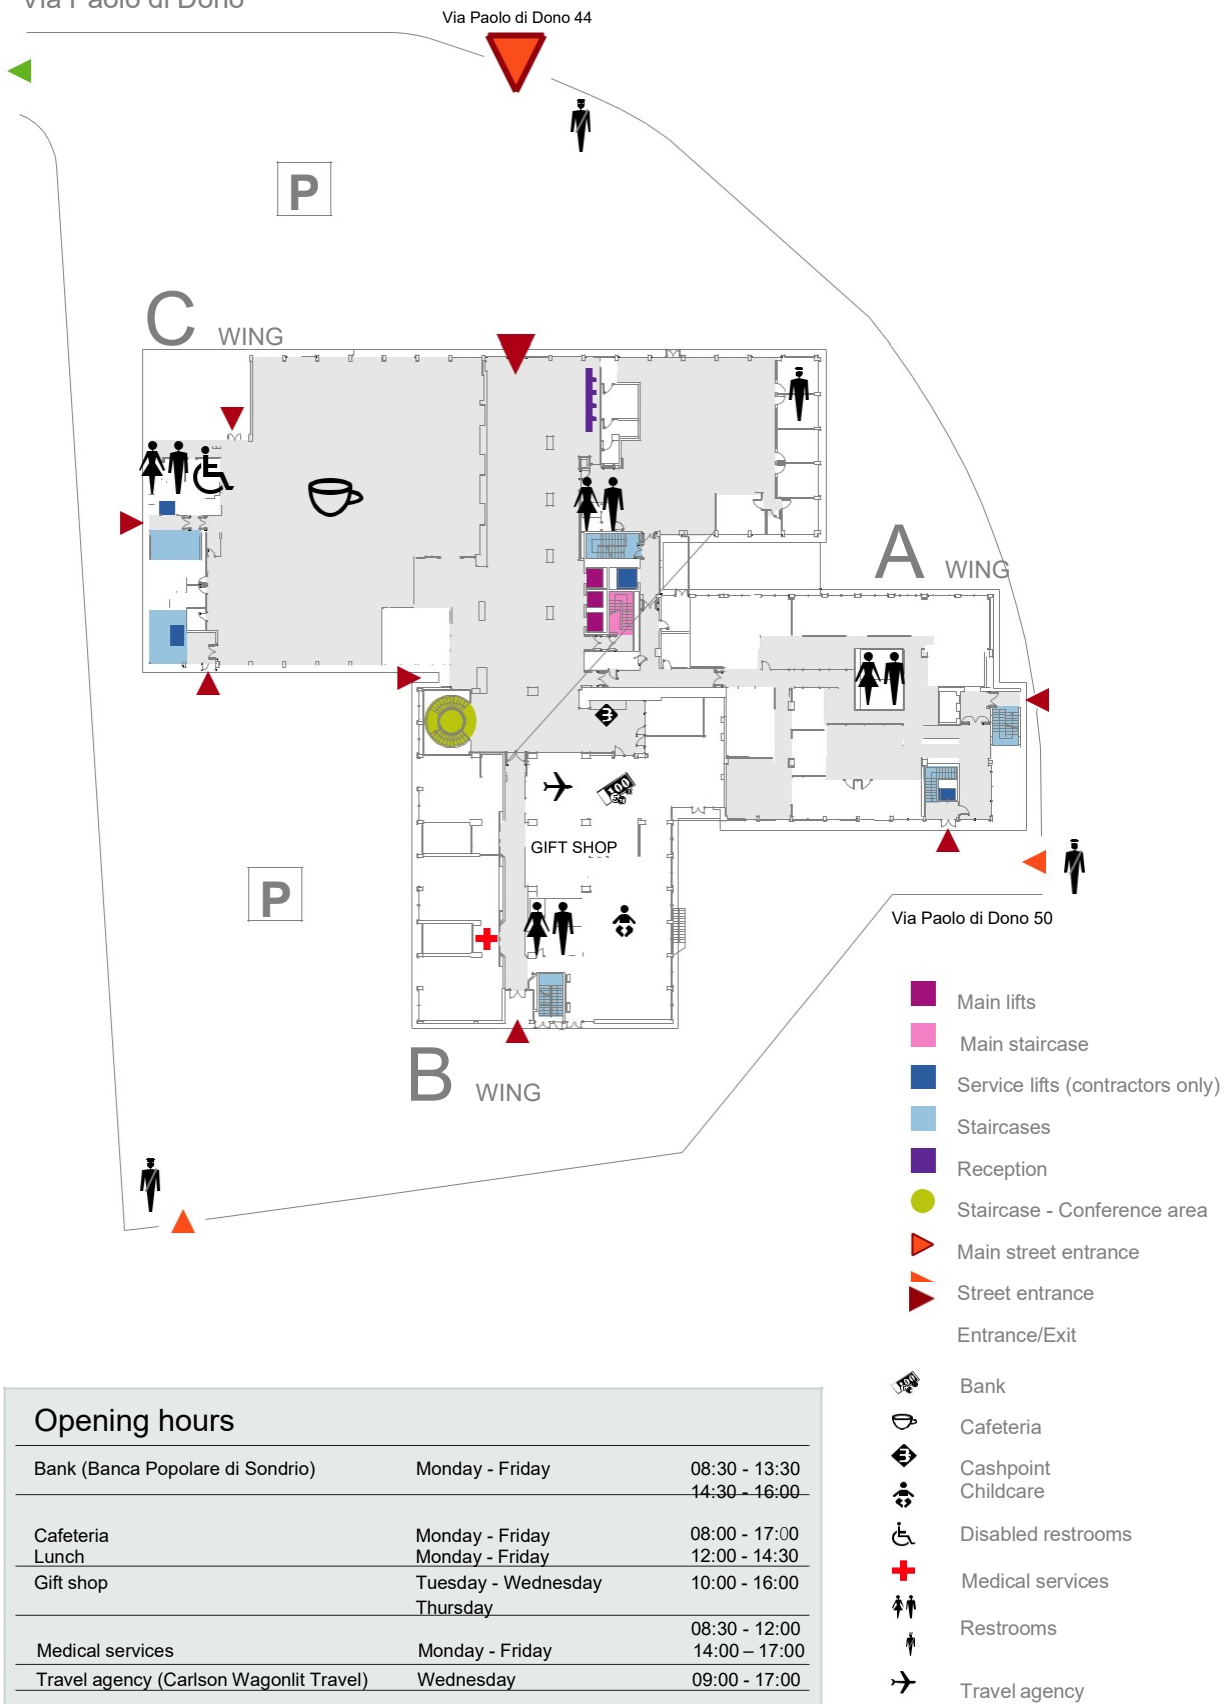 Via Paolo di Dono
Via Paolo di Dono 44
P
C WING
A WING
GIFT SHOP
P
Via Paolo di Dono 50
B WING
Main lifts
Main staircase
Service lifts (contractors only)
Staircases
Reception
Staircase - Conference area
Main street entrance
Street entrance
Entrance/Exit
Bank
Cafeteria
Cashpoint
Childcare
Disabled restrooms
Medical services
Restrooms
Travel agency
Opening hours
Bank (Banca Popolare di Sondrio) Monday - Friday 08:30 - 13:30
14:30 - 16:00
Cafeteria Monday - Friday 08:00 - 17:00
Lunch Monday - Friday 12:00 - 14:30
Gift shop Tuesday - Wednesday 10:00 - 16:00
Thursday
08:30 - 12:00
Medical services Monday - Friday 14:00 – 17:00
Travel agency (Carlson Wagonlit Travel) Wednesday 09:00 - 17:00